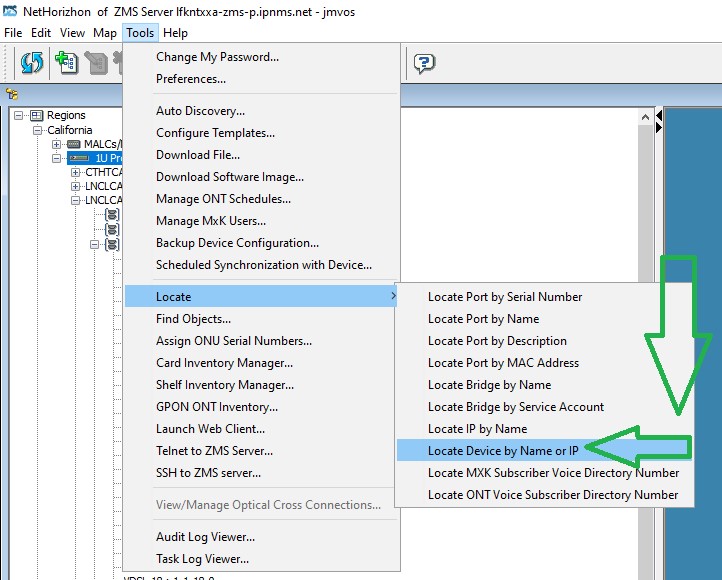 NetHorizhon of ZMS Server lfkntxxa-zms-p.ipnms.net - jmvos
File Edit View Map Tools Help
Change My Password...
Preferences...
Auto Discovery...
Configure Templates...
Download File...
Download Software Image...
Manage ONT Schedules...
Manage MxK Users...
Backup Device Configuration...
Scheduled Synchronization with Device...
Locate
Find Objects...
Assign ONU Serial Numbers...
Card Inventory Manager...
Shelf Inventory Manager...
GPON ONT Inventory...
Launch Web Client...
Telnet to ZMS Server...
SSH to ZMS server...
View/Manage Optical Cross Connections...
Audit Log Viewer...
Task Log Viewer...
Regions
California
MALCs/
1U Pr
CTHTCA
LNCLCA
LNCLCA
Locate Port by Serial Number
Locate Port by Name
Locate Port by Description
Locate Port by MAC Address
Locate Bridge by Name
Locate Bridge by Service Account
Locate IP by Name
Locate Device by Name or IP
Locate MXK Subscriber Voice Directory Number
Locate ONT Voice Subscriber Directory Number